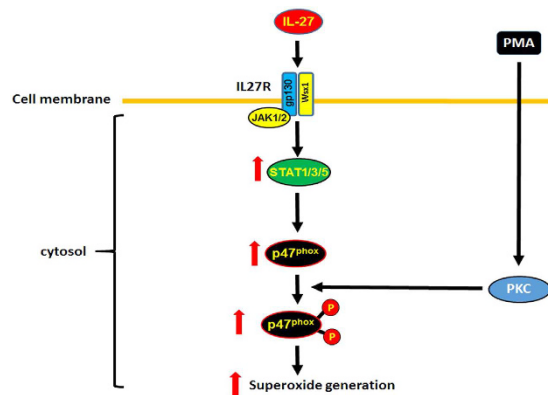 IL-27
PMA
IL27R
gp130
Wsx1
Cell membrane
JAK1/2
STAT1/3/5
cytosol
p47phox
PKC
P
p47phox
P
Superoxide generation